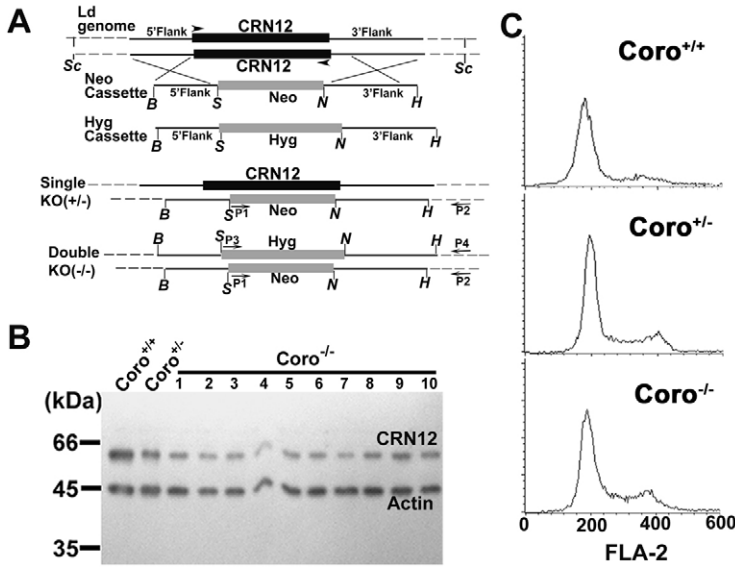 A
Ld
genome
5'Flank
CRN12
3'Flank
CRN12
Sc
Sc
Neo
Cassette
5'Flank
Neo
3'Flank
B
S
N
H
Hyg
Cassette
5'Flank
Hyg
3'Flank
B
S
N
H
Single
KO(+/-)
CRN12
B
S
P1
Neo
N
H
P2
Double
KO(-/-)
B
S
P3
Hyg
N
H
P4
B
S
P1
Neo
N
H
P2
B
Coro+/+
Coro+/-
Coro-/-
1 2 3 4 5 6 7 8 9 10
(kDa)
66
45
35
CRN12
Actin
C
Coro+/+
Coro+/-
Coro-/-
0 200 400 600
FLA-2